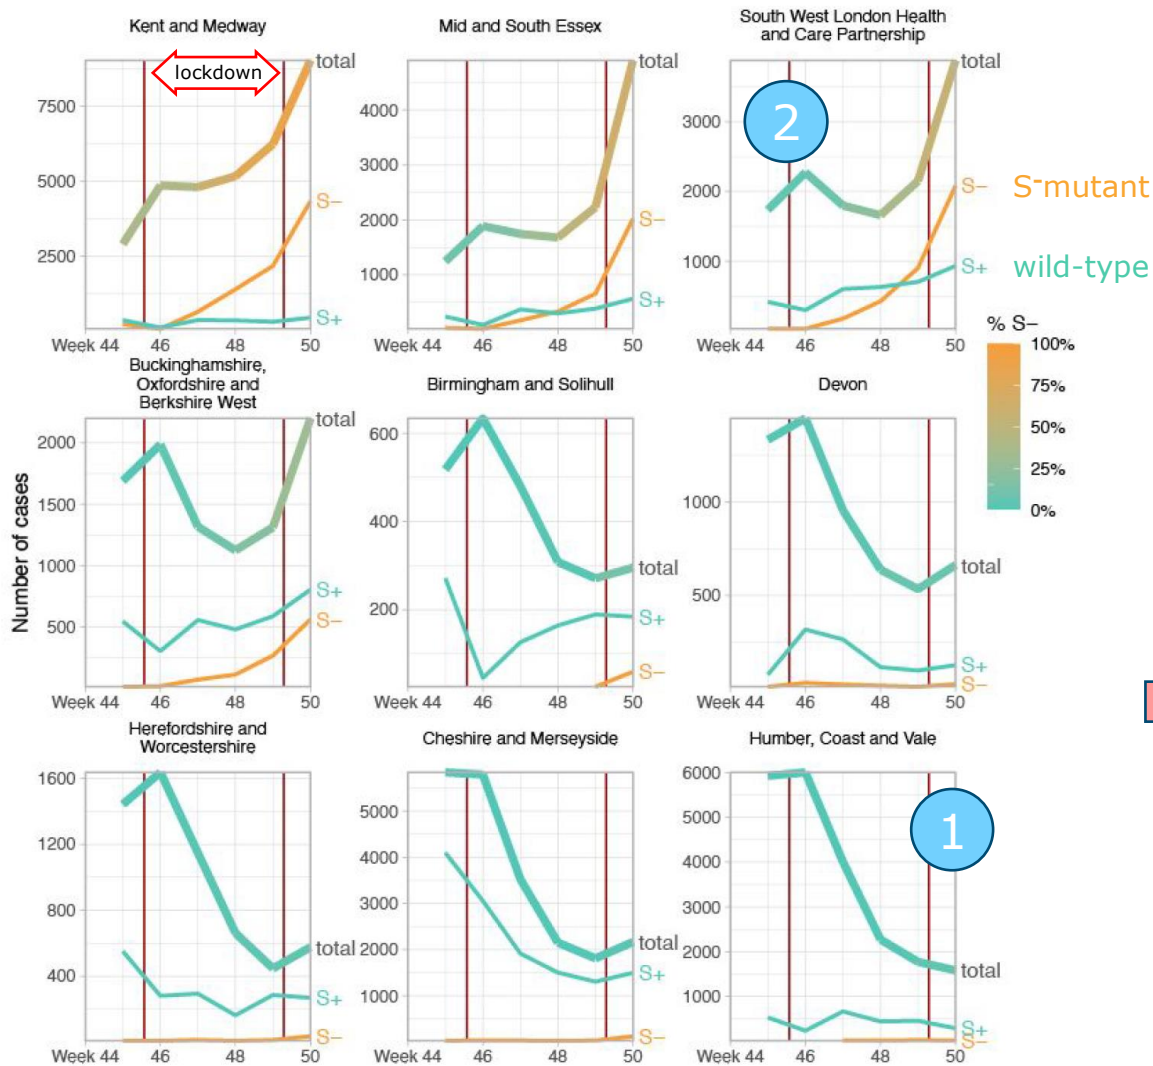 Kent and Medway
Mid and South Essex
South West London Health
and Care Partnership
lockdown
total
7500
5000
2500
S–
S+
Week 44
46
48
50
total
4000
3000
2000
1000
S–
S+
Week 44
46
48
50
2
total
3000
2000
1000
S–
S+
Week 44
46
48
50
S-mutant
wild-type
% S–
100%
75%
50%
25%
0%
Number of cases
Buckinghamshire,
Oxfordshire and
Berkshire West
total
2000
1500
1000
500
S+
S–
Week 44
46
48
50
Birmingham and Solihull
600
400
200
total
S+
S–
Week 44
46
48
50
Devon
1000
500
total
S+
S–
Week 44
46
48
50
Herefordshire and
Worcestershire
1600
1200
800
400
total
S+
S–
Week 44
46
48
50
Cheshire and Merseyside
5000
4000
3000
2000
1000
total
S+
S–
Week 44
46
48
50
Humber, Coast and Vale
6000
5000
4000
3000
2000
1000
1
total
S+
S–
Week 44
46
48
50